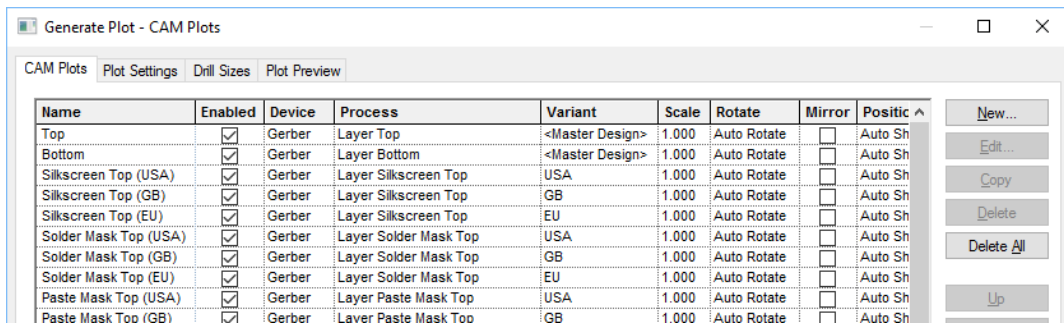 Generate Plot - CAM Plots
CAM Plots Plot Settings Drill Sizes Plot Preview
Name Enabled Device Process Variant Scale Rotate Mirror Positic
Top Gerber Layer Top <Master Design> 1.000 Auto Rotate Auto Sh
Bottom Gerber Layer Bottom <Master Design> 1.000 Auto Rotate Auto Sh
Silkscreen Top (USA) Gerber Layer Silkscreen Top USA 1.000 Auto Rotate Auto Sh
Silkscreen Top (GB) Gerber Layer Silkscreen Top GB 1.000 Auto Rotate Auto Sh
Silkscreen Top (EU) Gerber Layer Silkscreen Top EU 1.000 Auto Rotate Auto Sh
Solder Mask Top (USA) Gerber Layer Solder Mask Top USA 1.000 Auto Rotate Auto Sh
Solder Mask Top (GB) Gerber Layer Solder Mask Top GB 1.000 Auto Rotate Auto Sh
Solder Mask Top (EU) Gerber Layer Solder Mask Top EU 1.000 Auto Rotate Auto Sh
Paste Mask Top (USA) Gerber Layer Paste Mask Top USA 1.000 Auto Rotate Auto Sh
Paste Mask Top (GB) Gerber Layer Paste Mask Top GB 1.000 Auto Rotate Auto Sh
New...
Edit...
Copy
Delete
Delete All
Up